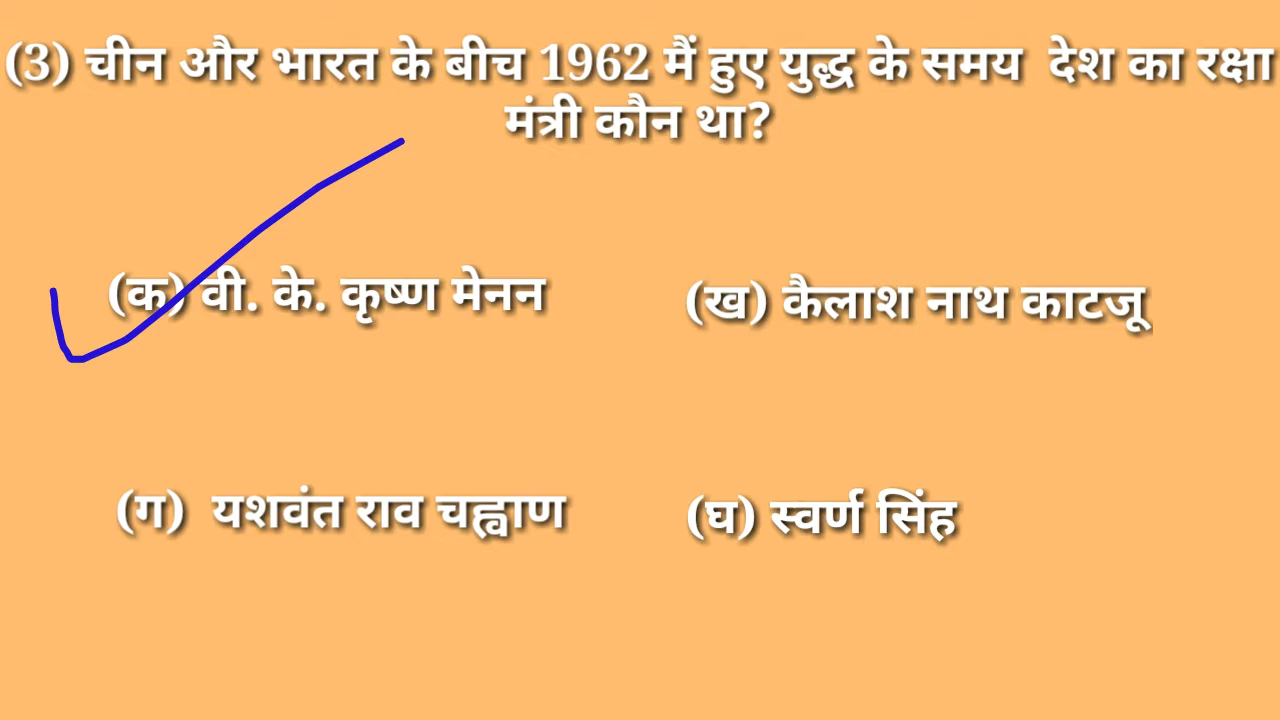 (3) चीन और भारत के बीच 1962 मैं हुए युद्ध के समय देश का रक्षा
मंत्री कौन था?
(क) वी. के. कृष्ण मेनन
(ख) कैलाश नाथ काटजू
(ग) यशवंत राव चह्वाण
(घ) स्वर्ण सिंह